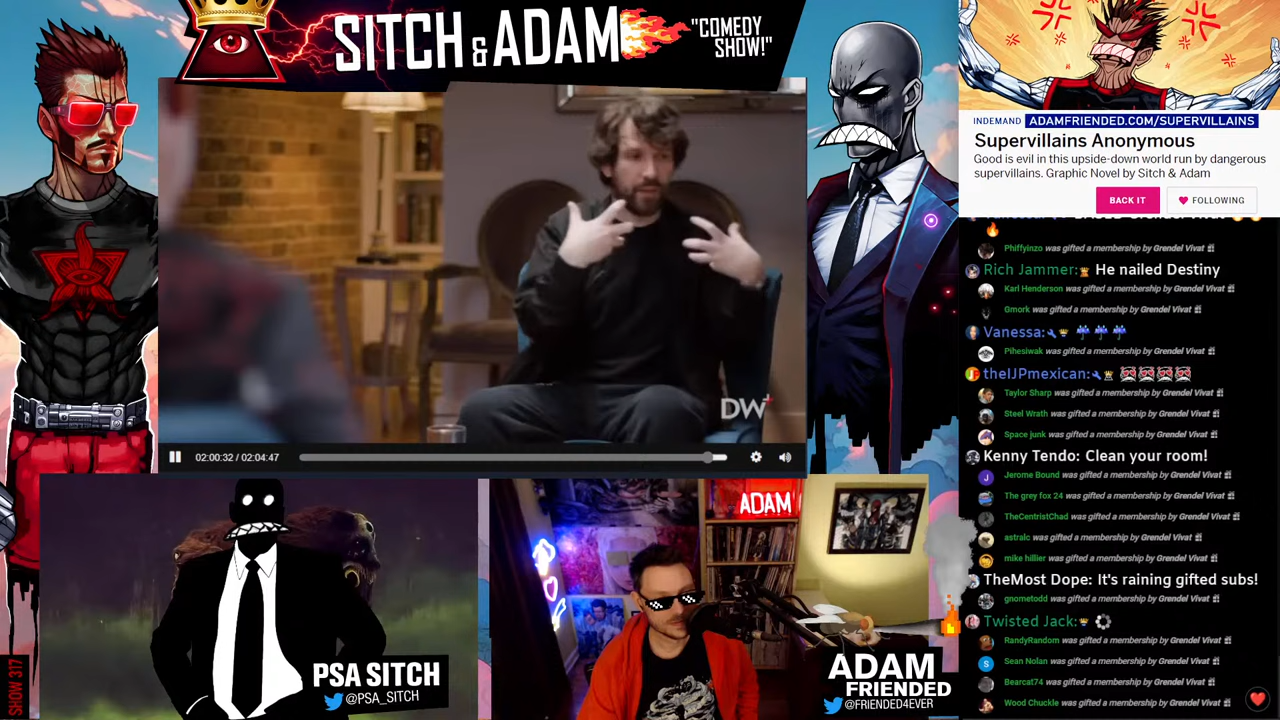 SITCH & ADAM
"COMEDY
SHOW!"
DW+
02:00:32 / 02:04:47
PSA SITCH
@PSA_SITCH
ADAM
ADAM
FRIENDED
@FRIENDED4EVER
SHOW 317
INDEMAND ADAMFRIENDED.COM/SUPERVILLAINS
Supervillains Anonymous
Good is evil in this upside-down world run by dangerous
supervillains. Graphic Novel by Sitch & Adam
BACK IT
FOLLOWING
Phiffyinzo was gifted a membership by Grendel Vivat
Rich Jammer: He nailed Destiny
Karl Henderson was gifted a membership by Grendel Vivat
Gmork was gifted a membership by Grendel Vivat
Vanessa:
Pihesiwak was gifted a membership by Grendel Vivat
theIJPmexican:
Taylor Sharp was gifted a membership by Grendel Vivat
Steel Wrath was gifted a membership by Grendel Vivat
Space junk was gifted a membership by Grendel Vivat
Kenny Tendo: Clean your room!
Jerome Bound was gifted a membership by Grendel Vivat
The grey fox 24 was gifted a membership by Grendel Vivat
TheCentristChad was gifted a membership by Grendel Vivat
astralc was gifted a membership by Grendel Vivat
mike hillier was gifted a membership by Grendel Vivat
TheMost Dope: It's raining gifted subs!
gnometodd was gifted a membership by Grendel Vivat
Twisted Jack:
RandyRandom was gifted a membership by Grendel Vivat
Sean Nolan was gifted a membership by Grendel Vivat
Bearcat74 was gifted a membership by Grendel Vivat
Wood Chuckle was gifted a membership by Grendel Vivat